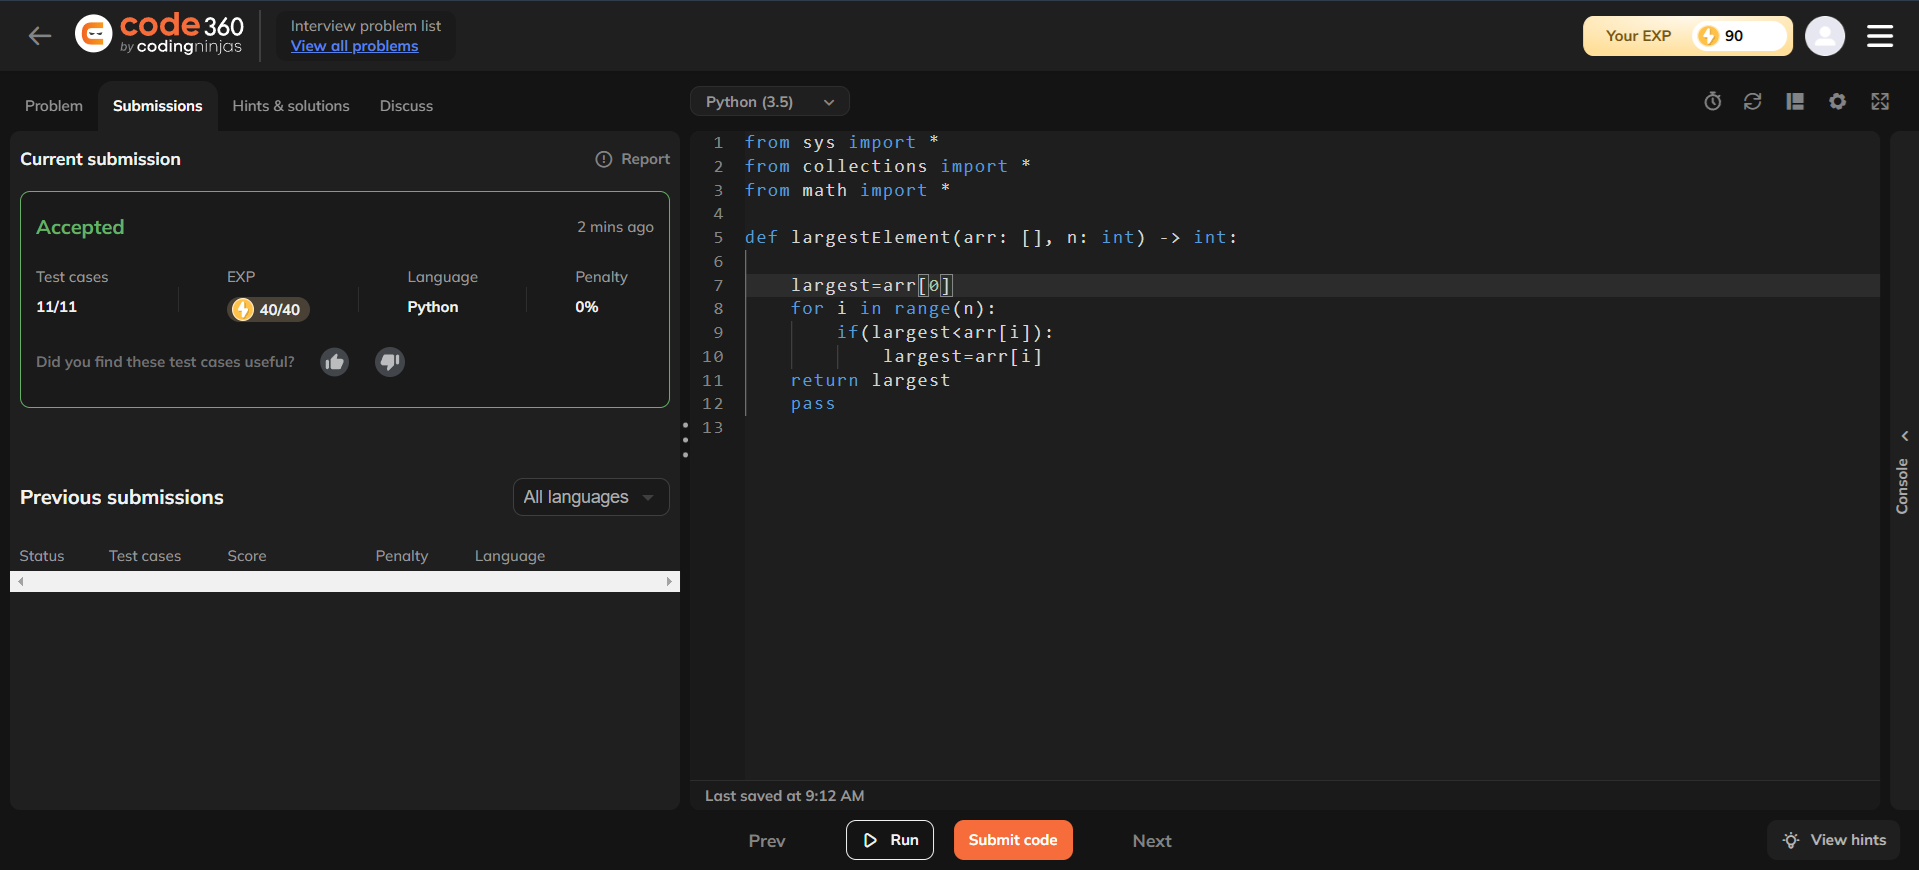 code360
by codingninjas
Interview problem list
View all problems
Your EXP 90
Problem Submissions Hints & solutions Discuss
Current submission
Report
Accepted
2 mins ago
Test cases EXP Language Penalty
11/11 40/40 Python 0%
Did you find these test cases useful?
Previous submissions
All languages
Status Test cases Score Penalty Language
Python (3.5)
1 from sys import *
2 from collections import *
3 from math import *
4
5 def largestElement(arr: [], n: int) -> int:
6
7     largest=arr[0]
8     for i in range(n):
9         if(largest<arr[i]):
10             largest=arr[i]
11     return largest
12     pass
13
Console
Last saved at 9:12 AM
Prev Run Submit code Next View hints